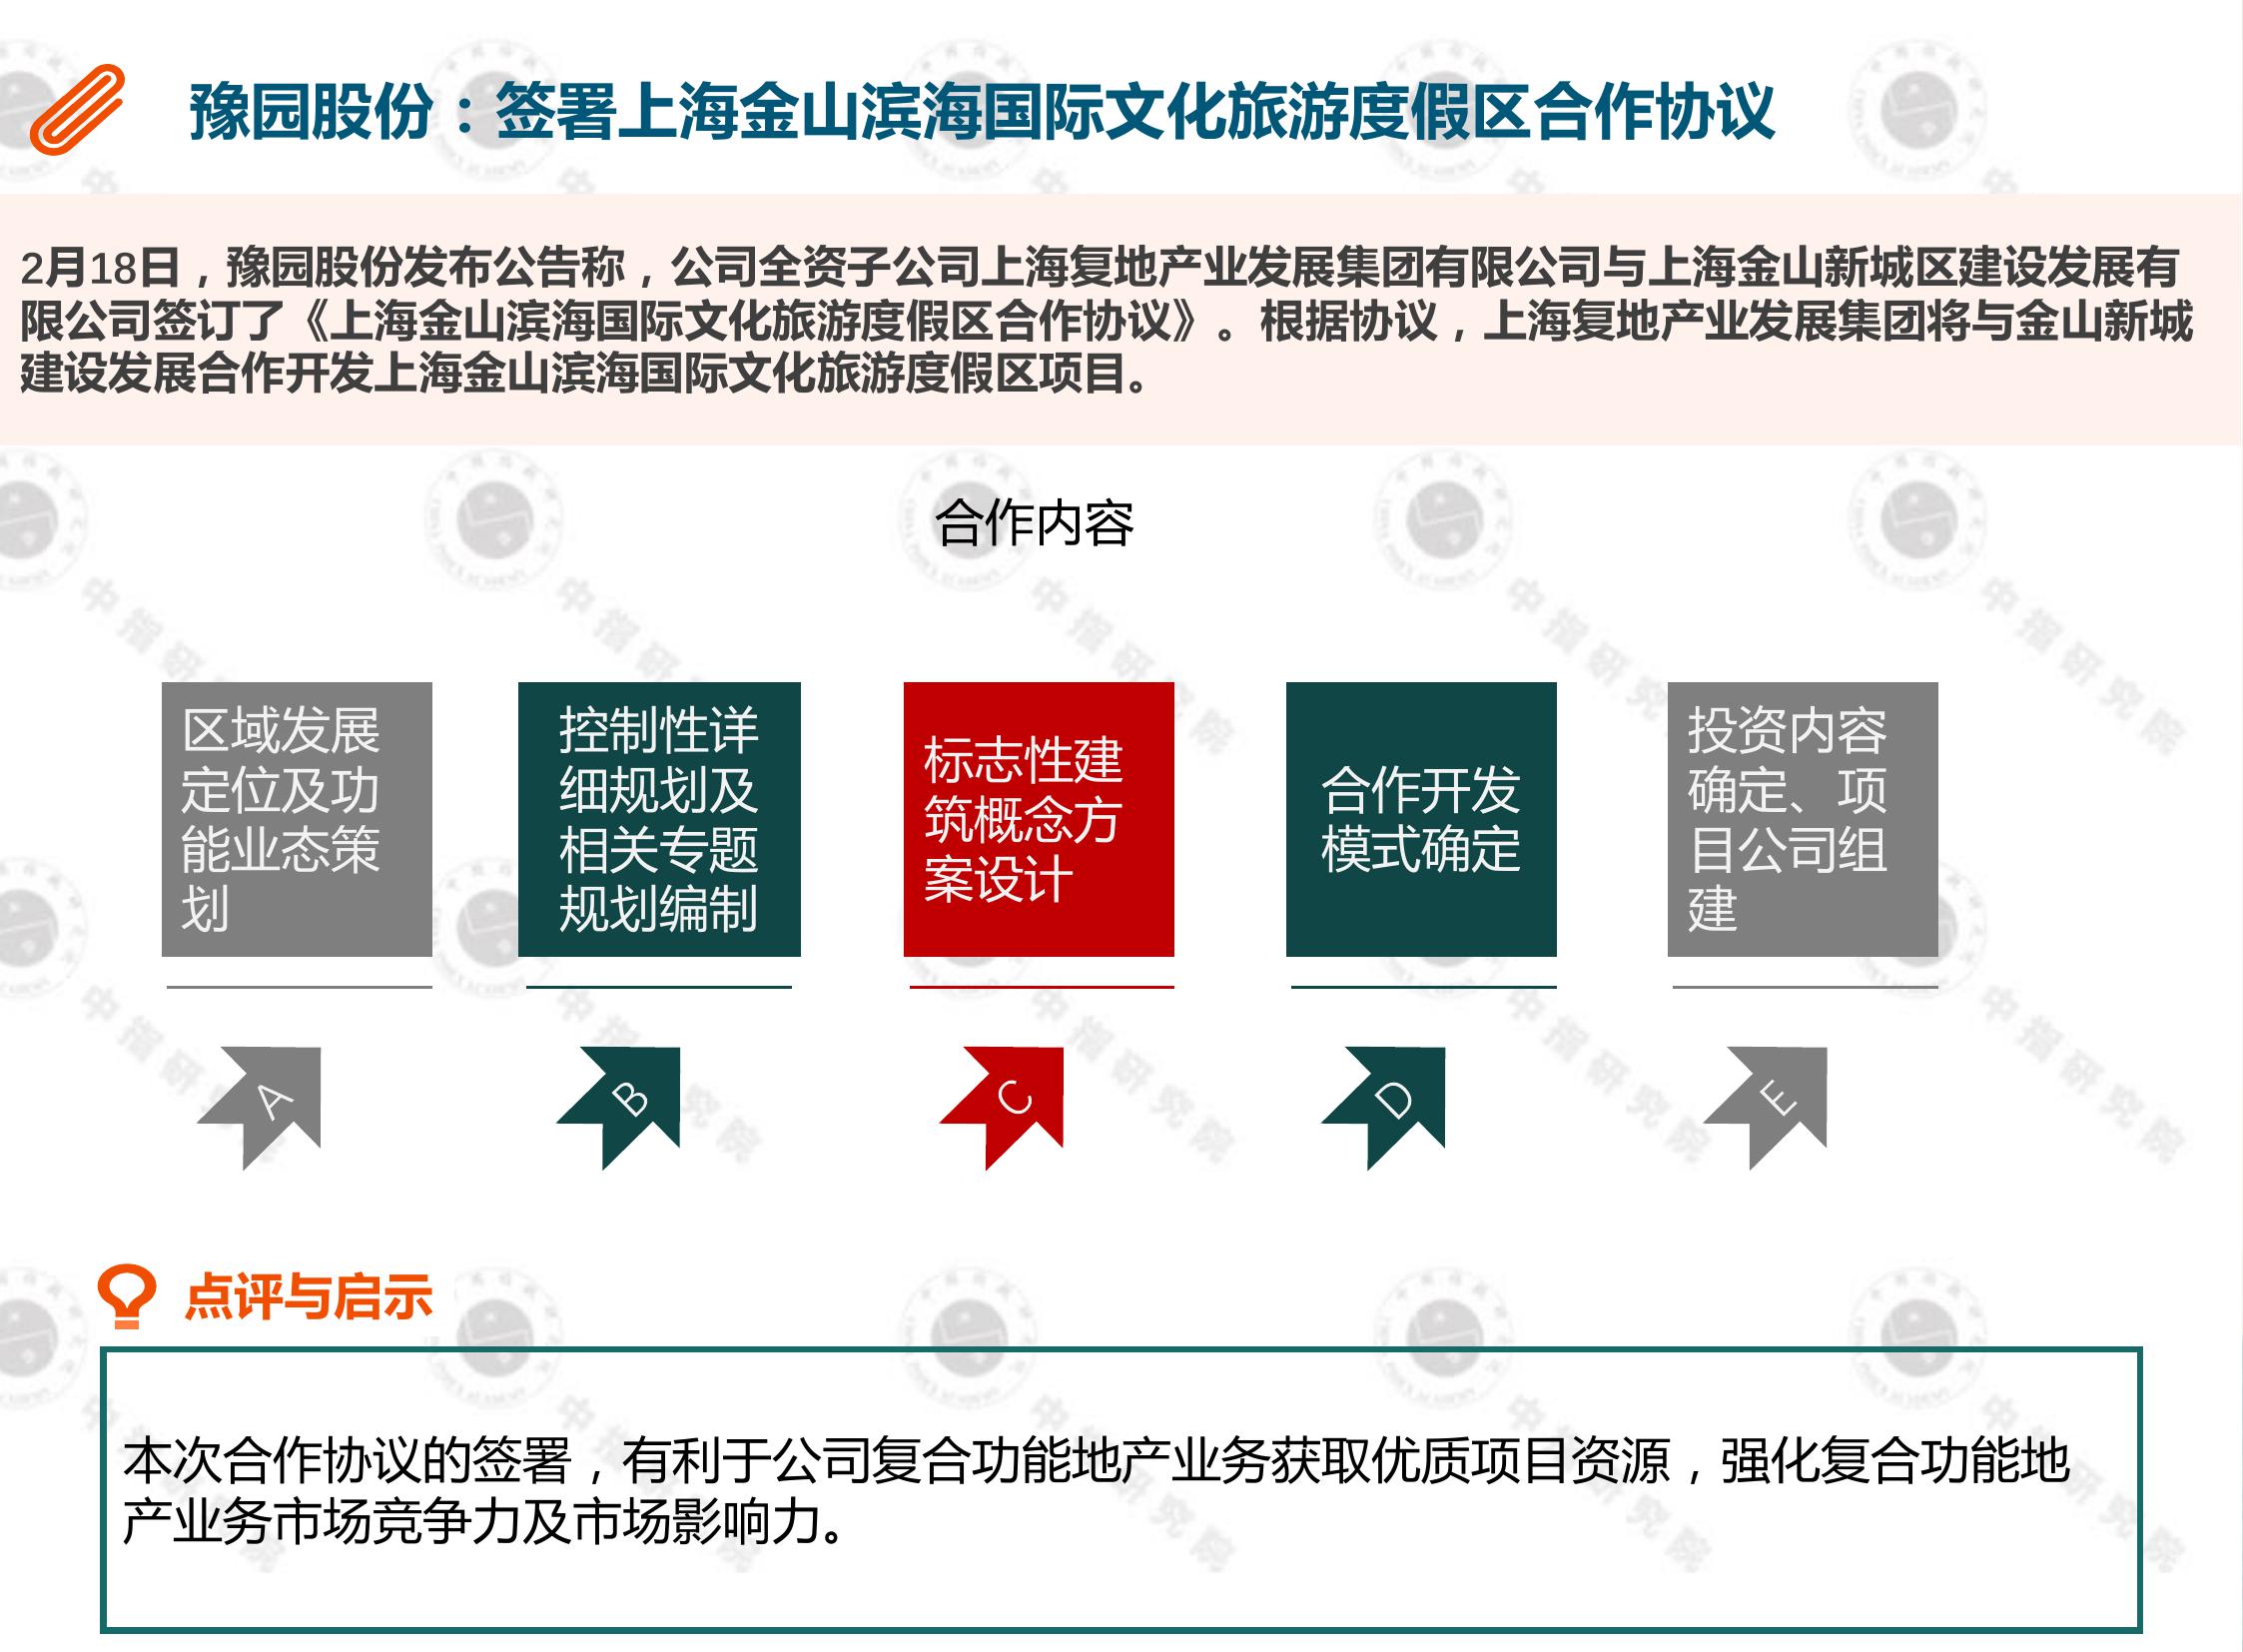 豫园股份：签署上海金山滨海国际文化旅游度假区合作协议
2月18日，豫园股份发布公告称，公司全资子公司上海复地产业发展集团有限公司与上海金山新城区建设发展有
限公司签订了《上海金山滨海国际文化旅游度假区合作协议》。根据协议，上海复地产业发展集团将与金山新城
建设发展合作开发上海金山滨海国际文化旅游度假区项目。
合作内容
区域发展
定位及功
能业态策
划
控制性详
细规划及
相关专题
规划编制
标志性建
筑概念方
案设计
合作开发
模式确定
投资内容
确定、项
目公司组
建
A
B
C
D
E
点评与启示
本次合作协议的签署，有利于公司复合功能地产业务获取优质项目资源，强化复合功能地
产业务市场竞争力及市场影响力。
中指研究院